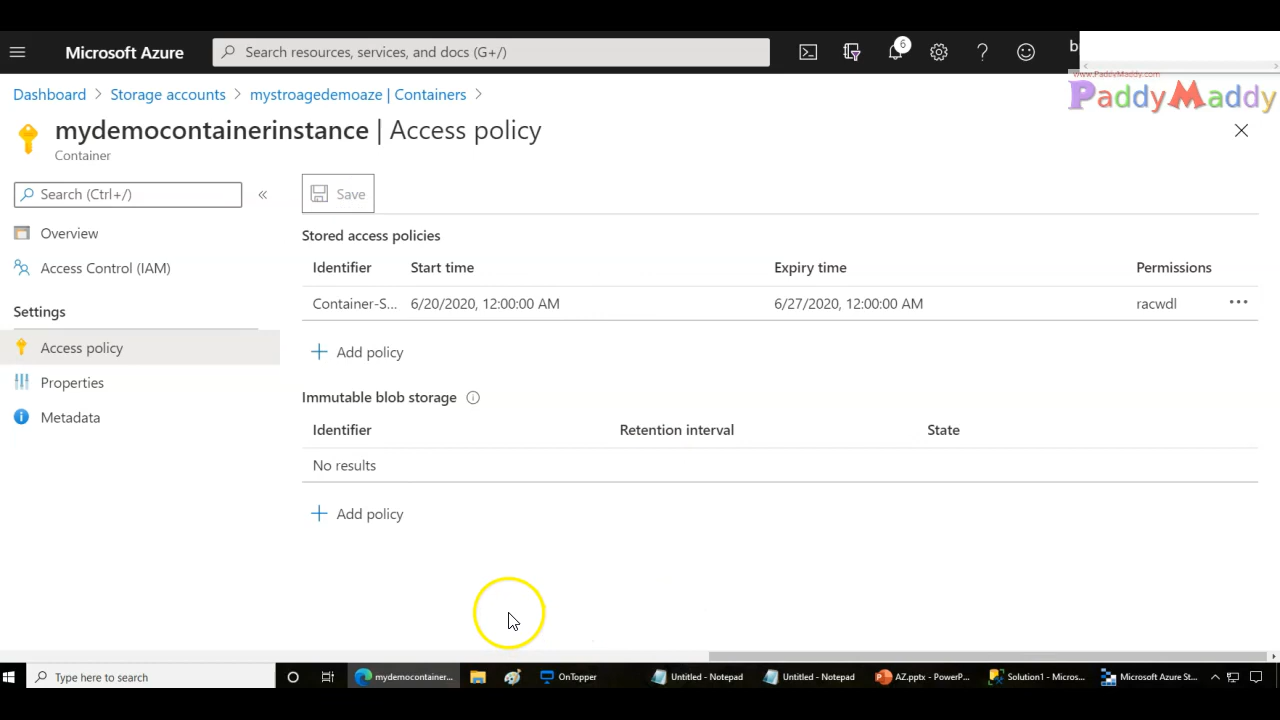 Microsoft Azure
Search resources, services, and docs (G+/)
6
b
www.PaddyMaddy.com
PaddyMaddy
Dashboard > Storage accounts > mystroagedemoaze | Containers >
mydemocontainerinstance | Access policy
Container
Search (Ctrl+/)
«
Save
Overview
Access Control (IAM)
Settings
Access policy
Properties
Metadata
Stored access policies
Identifier Start time Expiry time Permissions
Container-S... 6/20/2020, 12:00:00 AM 6/27/2020, 12:00:00 AM racwdl
Add policy
Immutable blob storage
Identifier Retention interval State
No results
Add policy
Type here to search
mydemocontainer...
OnTopper
Untitled - Notepad
Untitled - Notepad
AZ.pptx - PowerP...
Solution1 - Micros...
Microsoft Azure St...